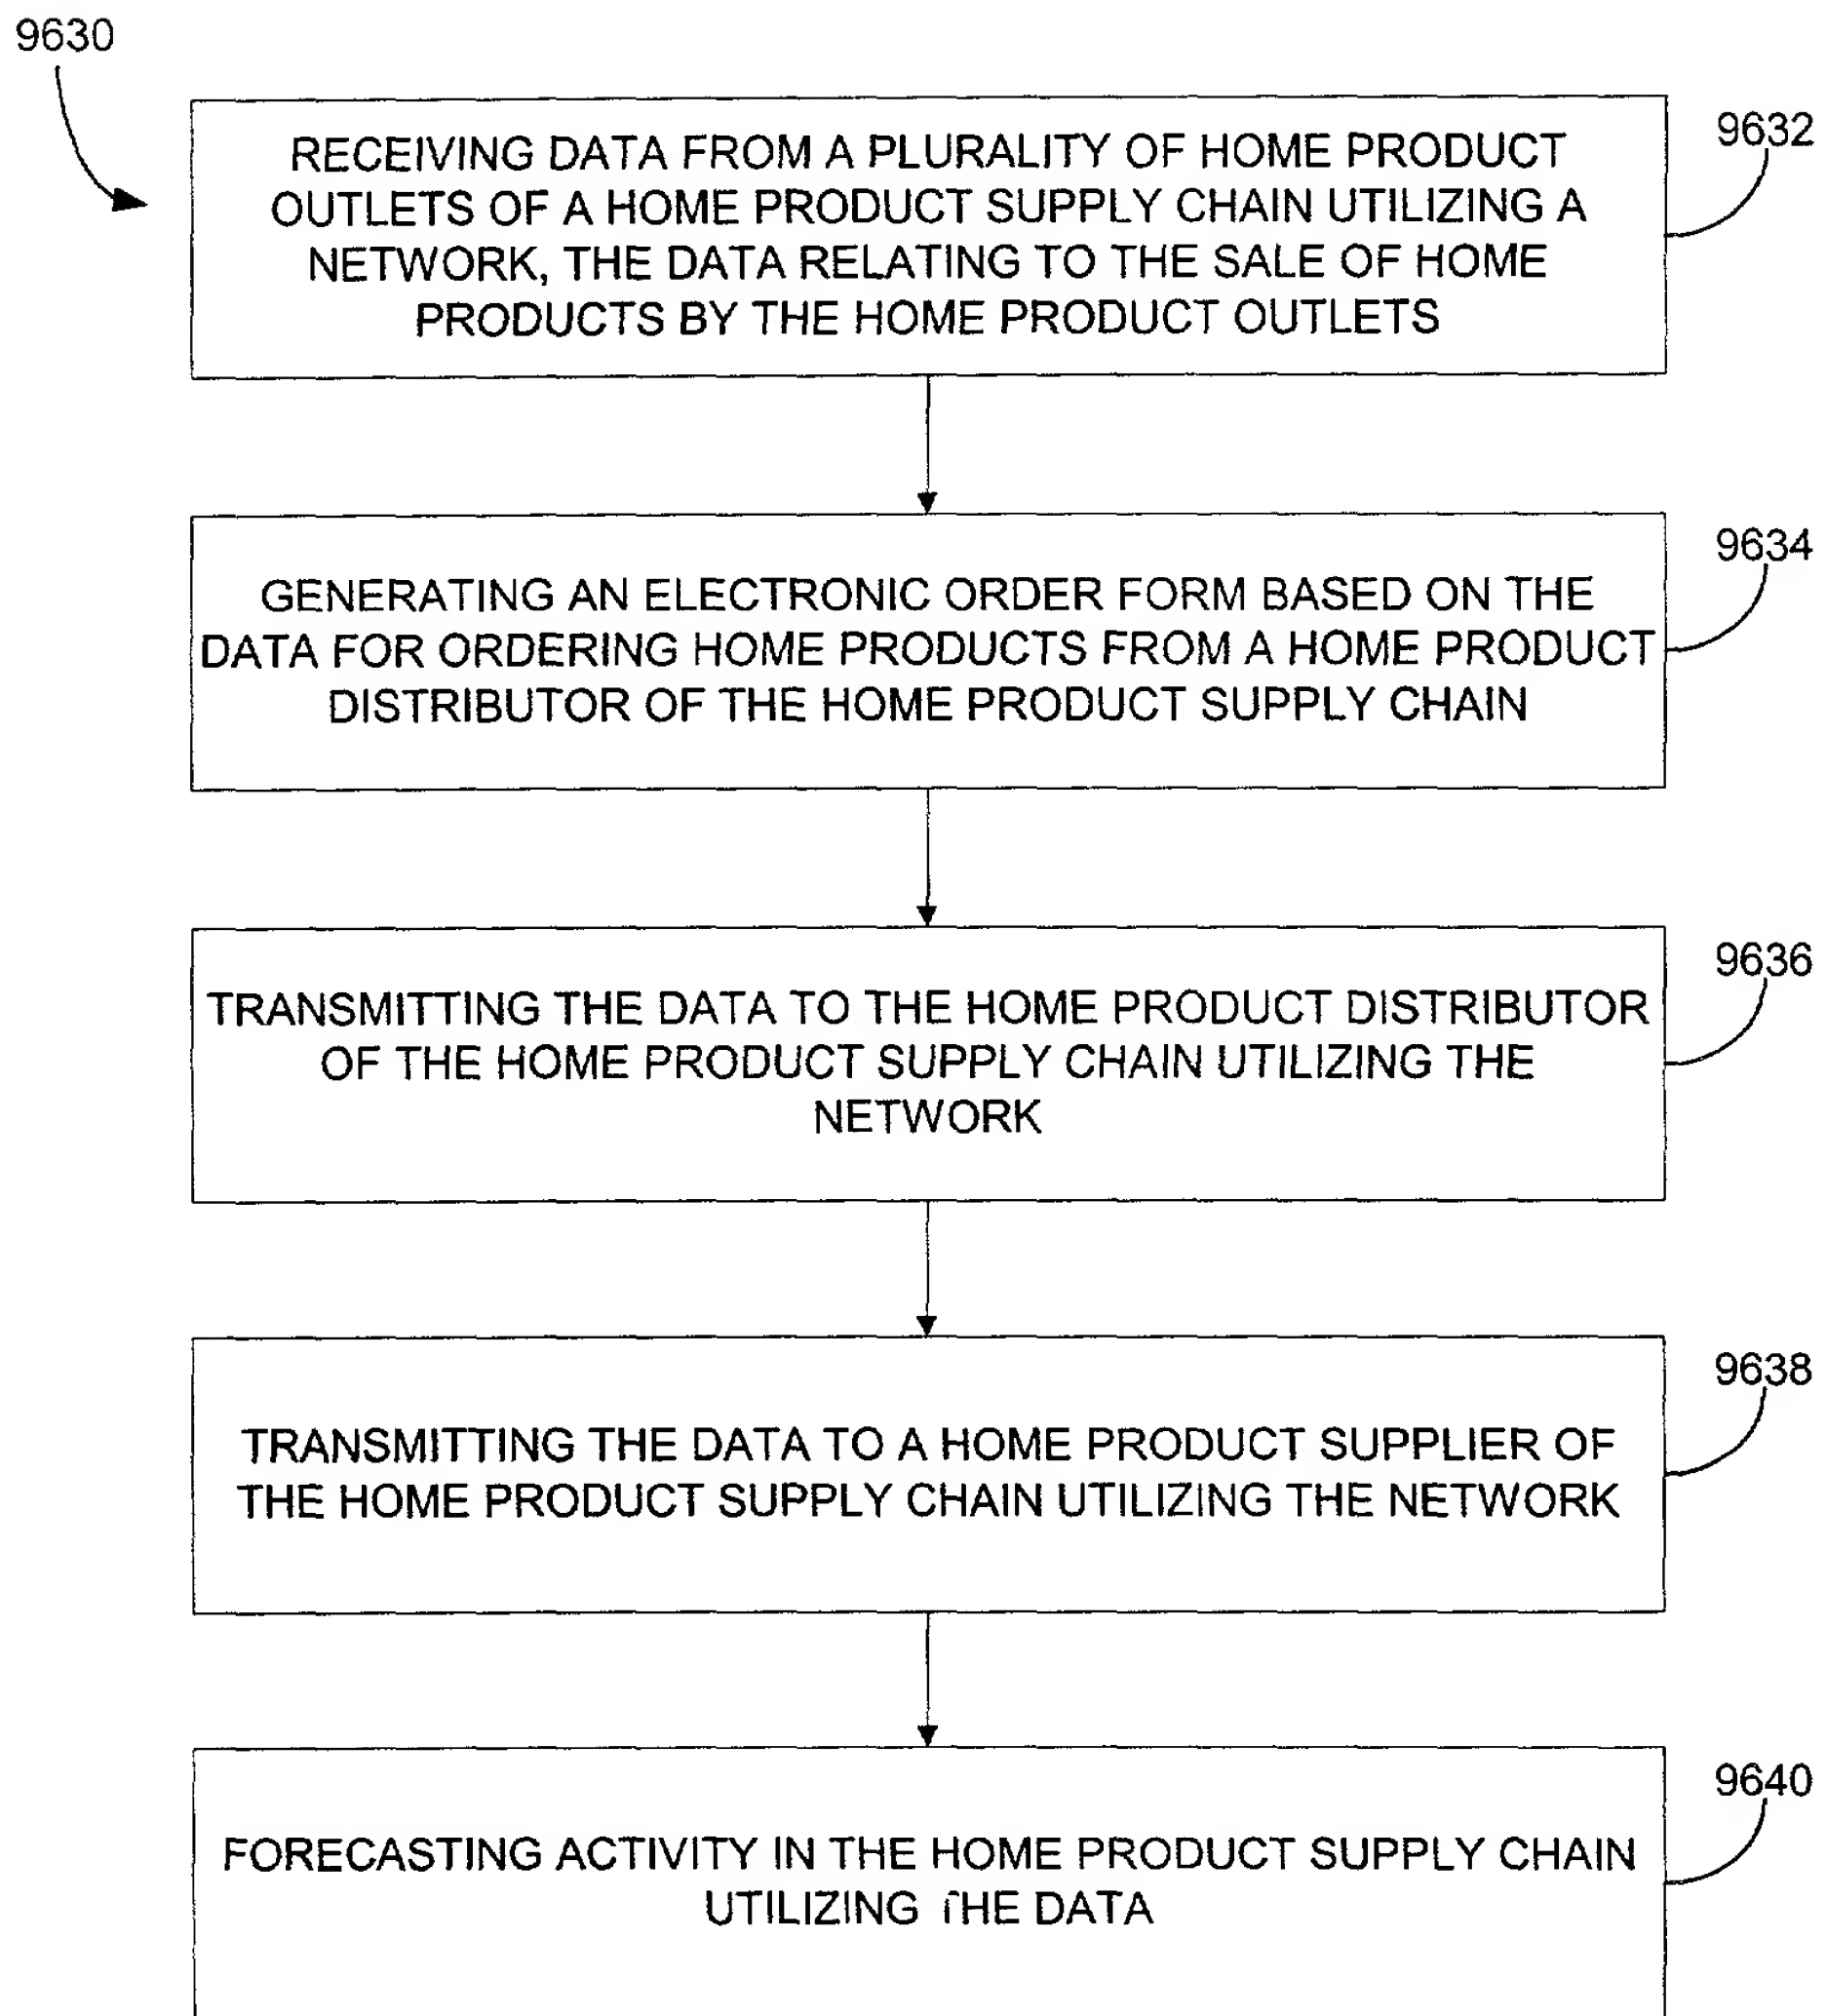 9630
RECEIVING DATA FROM A PLURALITY OF HOME PRODUCT
OUTLETS OF A HOME PRODUCT SUPPLY CHAIN UTILIZING A
NETWORK, THE DATA RELATING TO THE SALE OF HOME
PRODUCTS BY THE HOME PRODUCT OUTLETS
9632
GENERATING AN ELECTRONIC ORDER FORM BASED ON THE
DATA FOR ORDERING HOME PRODUCTS FROM A HOME PRODUCT
DISTRIBUTOR OF THE HOME PRODUCT SUPPLY CHAIN
9634
TRANSMITTING THE DATA TO THE HOME PRODUCT DISTRIBUTOR
OF THE HOME PRODUCT SUPPLY CHAIN UTILIZING THE
NETWORK
9636
TRANSMITTING THE DATA TO A HOME PRODUCT SUPPLIER OF
THE HOME PRODUCT SUPPLY CHAIN UTILIZING THE NETWORK
9638
FORECASTING ACTIVITY IN THE HOME PRODUCT SUPPLY CHAIN
UTILIZING THE DATA
9640